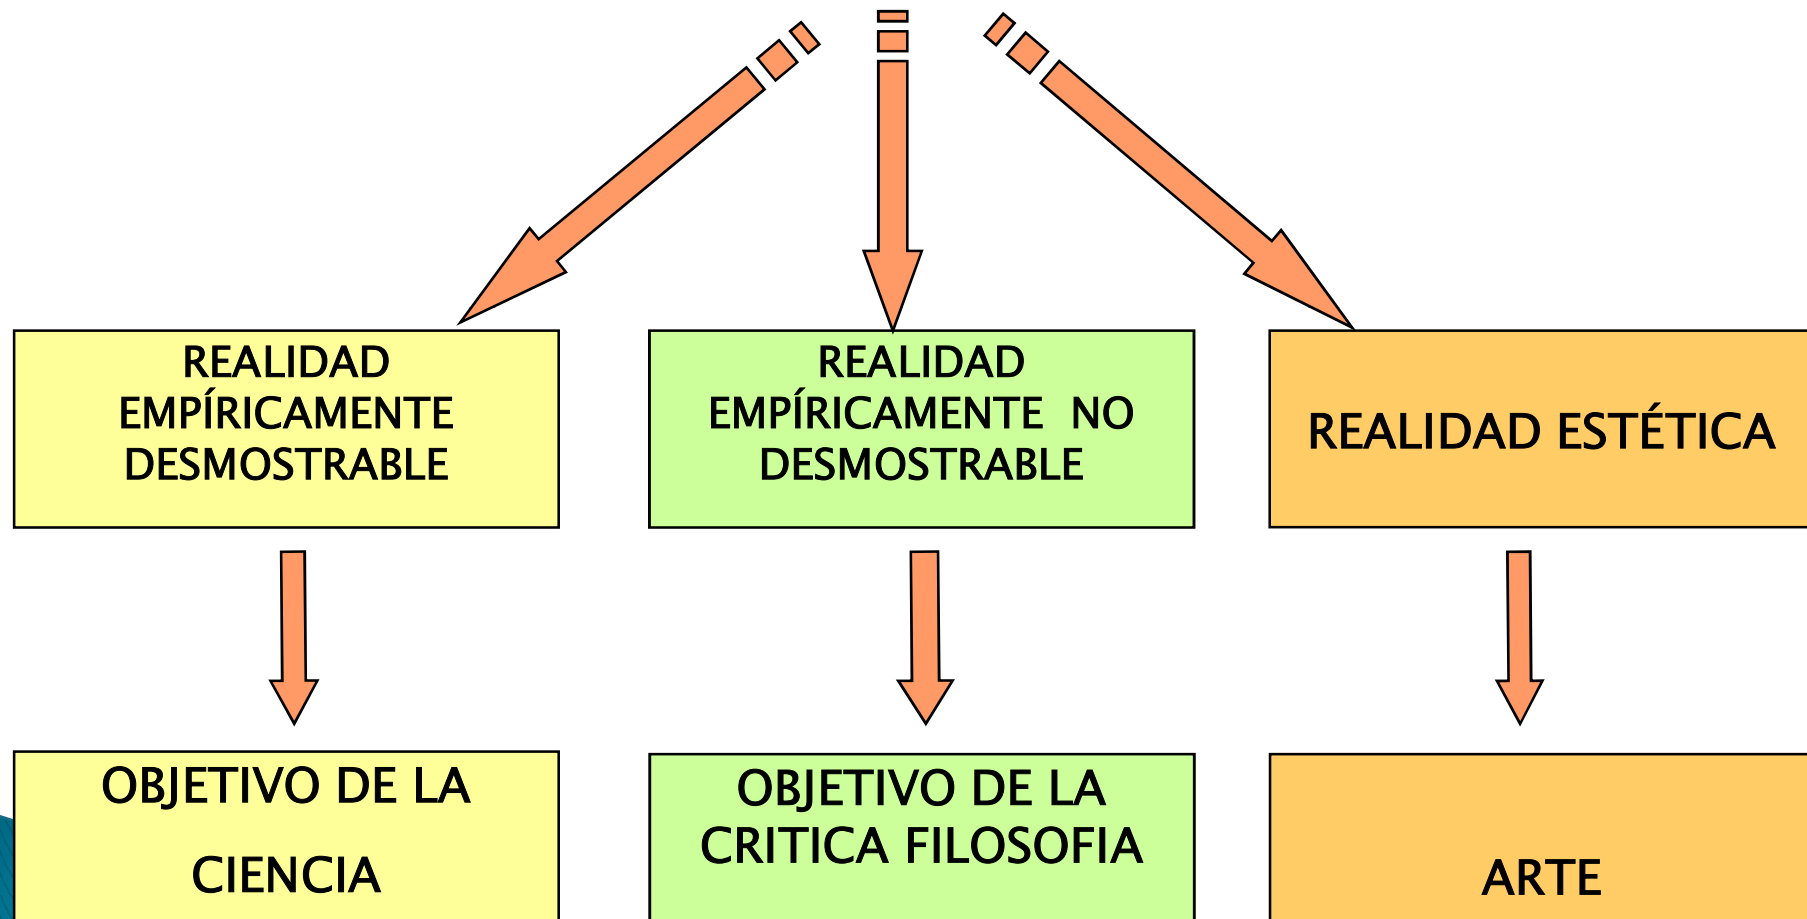 REALIDAD
EMPÍRICAMENTE
DESMOSTRABLE
REALIDAD
EMPÍRICAMENTE NO
DESMOSTRABLE
REALIDAD ESTÉTICA
OBJETIVO DE LA
CIENCIA
OBJETIVO DE LA
CRITICA FILOSOFIA
ARTE